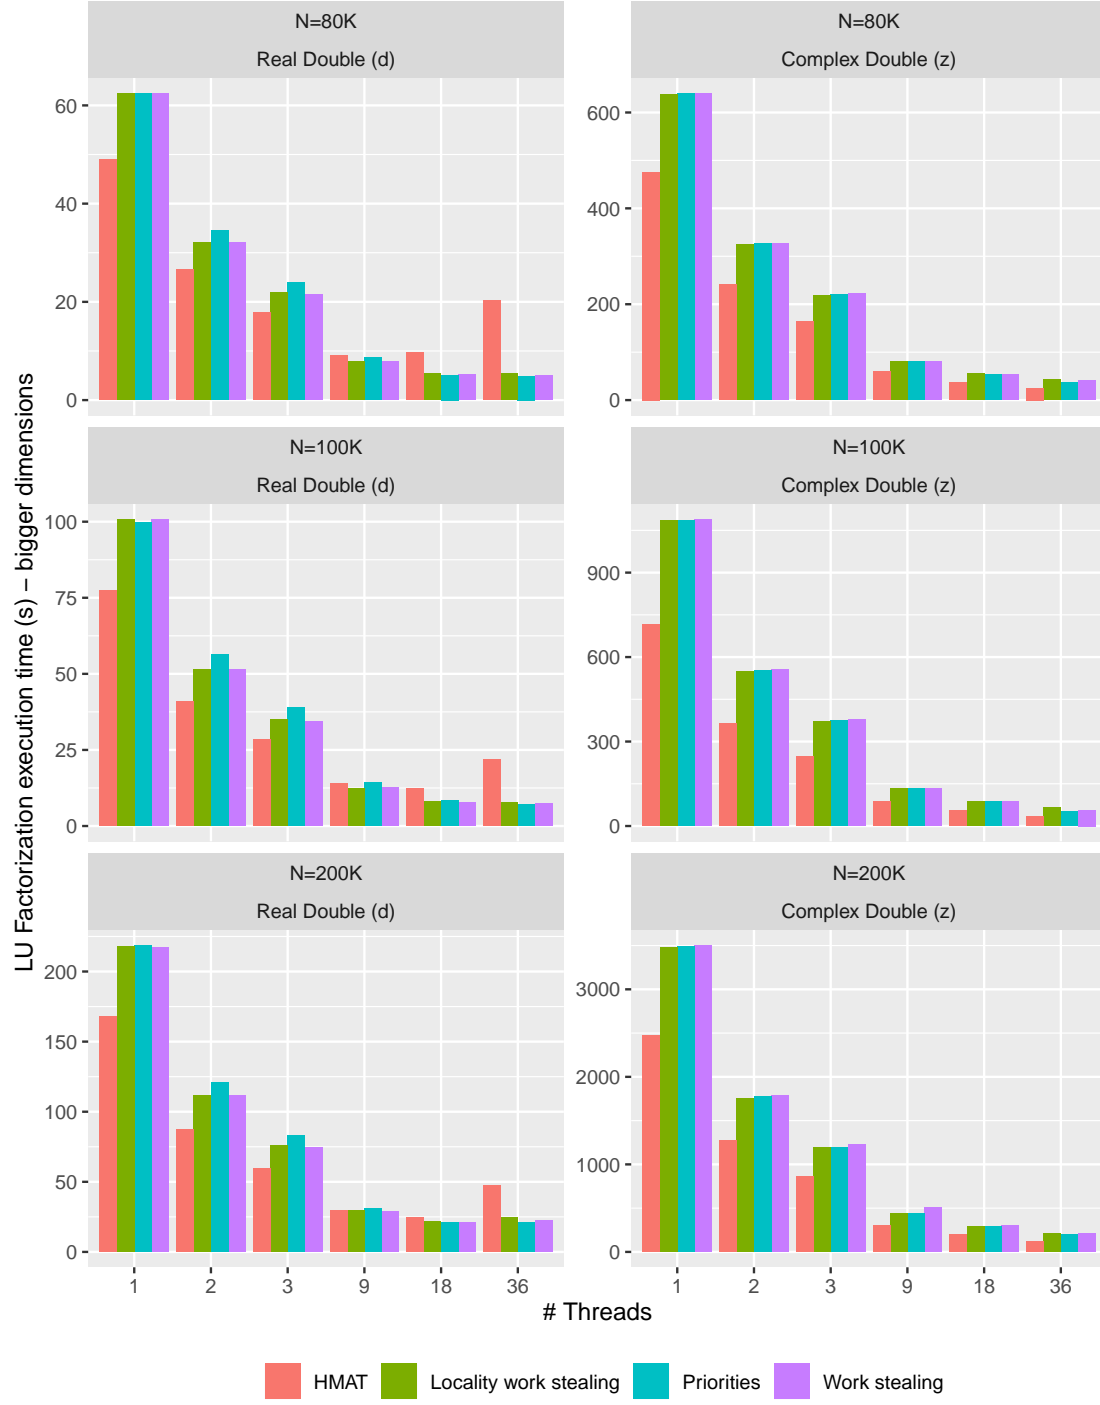 N=80K
Real Double (d)
N=80K
Complex Double (z)
60
40
20
0
600
400
200
0
N=100K
Real Double (d)
N=100K
Complex Double (z)
100
75
50
25
0
900
600
300
0
N=200K
Real Double (d)
N=200K
Complex Double (z)
200
150
100
50
0
3000
2000
1000
0
1 2 3 9 18 36
1 2 3 9 18 36
LU Factorization execution time (s) − bigger dimensions
# Threads
HMAT Locality work stealing Priorities Work stealing